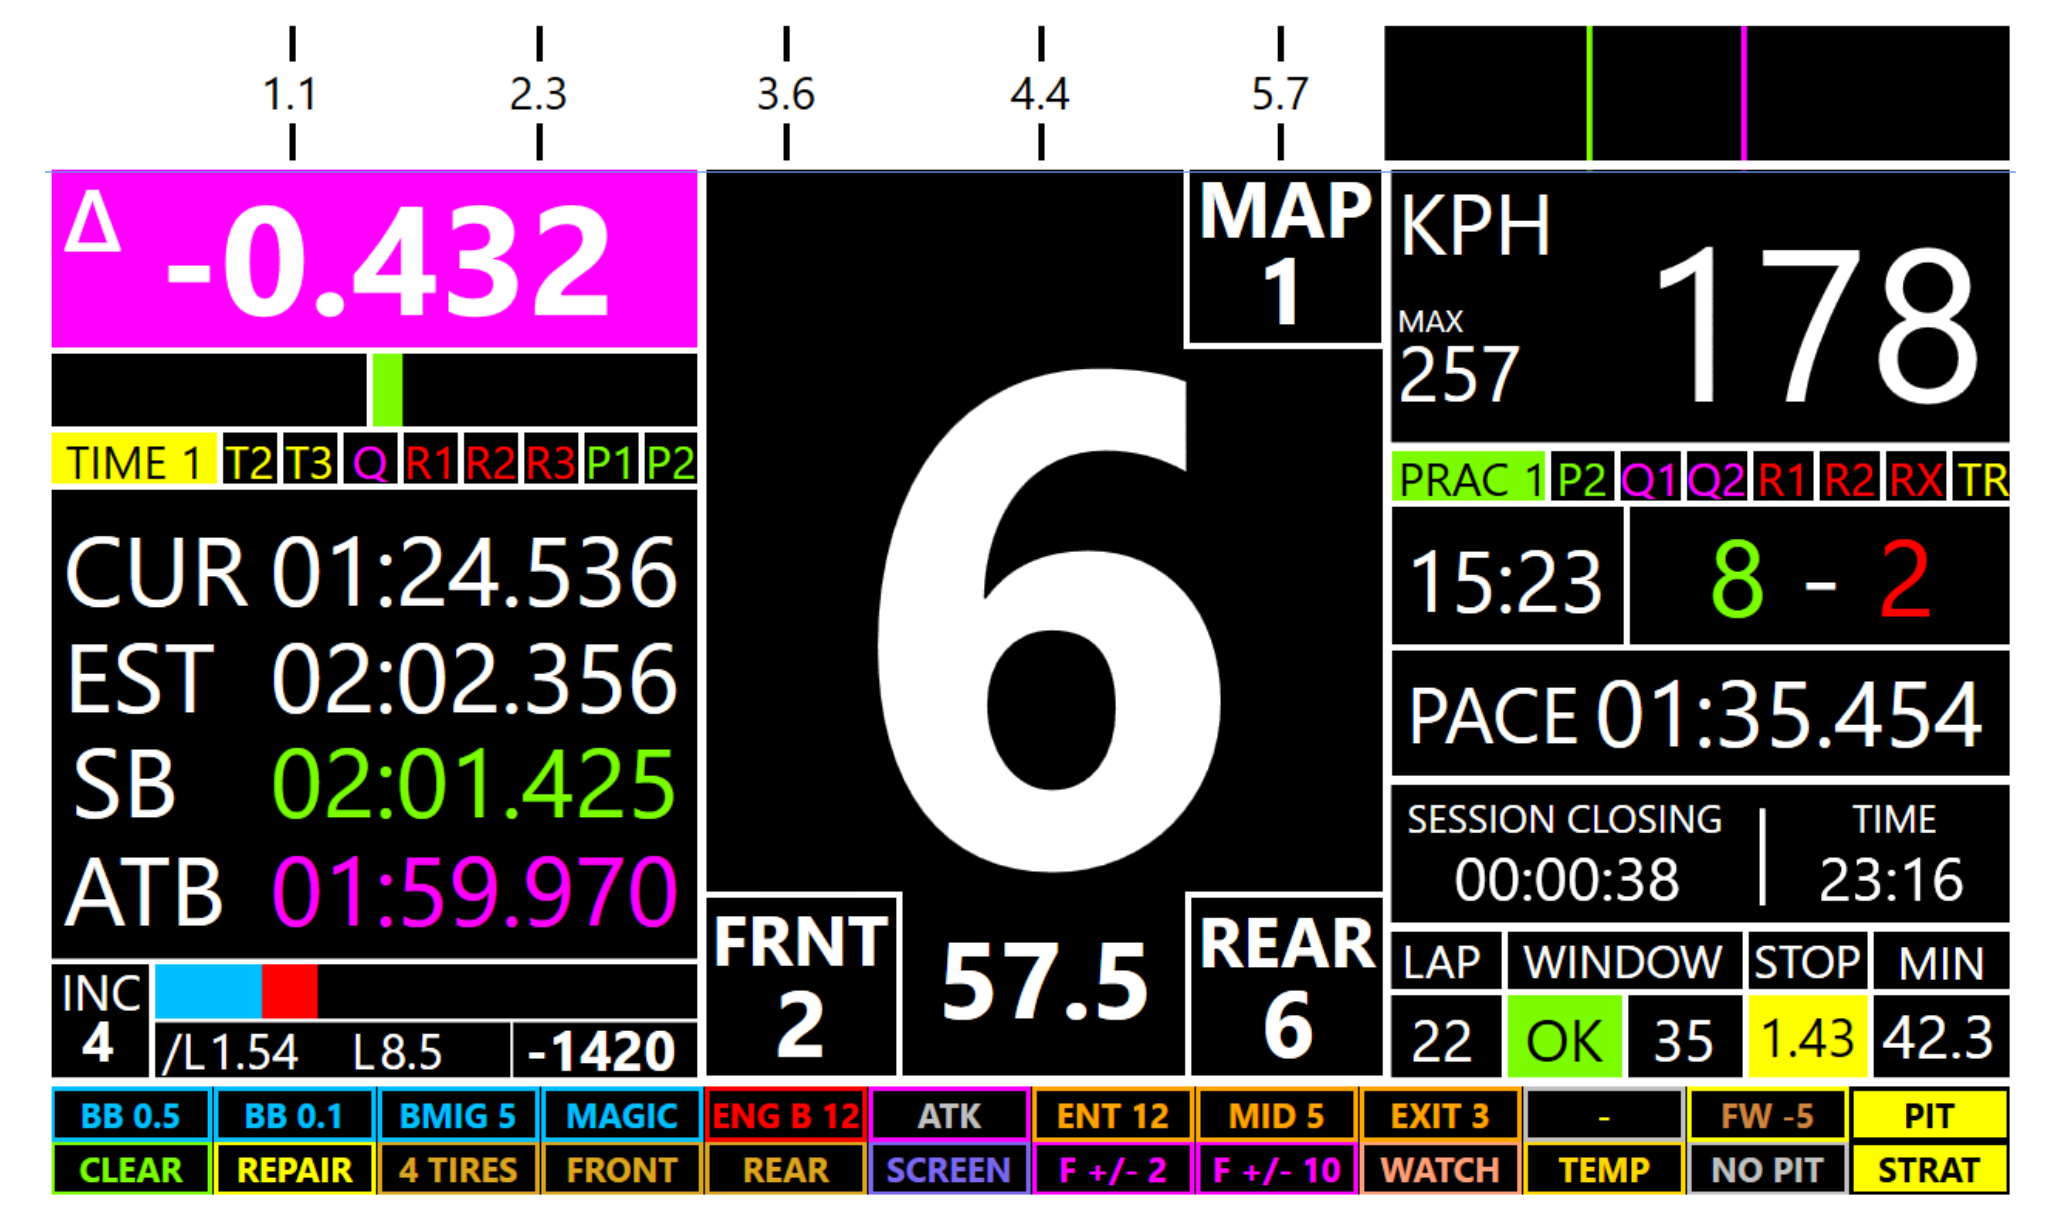 1.1 2.3 3.6 4.4 5.7
Δ -0.432
TIME 1 T2 T3 Q R1 R2 R3 P1 P2
CUR 01:24.536
EST 02:02.356
SB 02:01.425
ATB 01:59.970
INC
4
/L 1.54 L 8.5 -1420
MAP
1
6
FRNT
2
57.5
REAR
6
KPH
178
MAX
257
PRAC 1 P2 Q1 Q2 R1 R2 RX TR
15:23 8 - 2
PACE 01:35.454
SESSION CLOSING TIME
00:00:38 23:16
LAP WINDOW STOP MIN
22 OK 35 1.43 42.3
BB 0.5 BB 0.1 BMIG 5 MAGIC ENG B 12 ATK ENT 12 MID 5 EXIT 3 - FW -5 PIT
CLEAR REPAIR 4 TIRES FRONT REAR SCREEN F +/- 2 F +/- 10 WATCH TEMP NO PIT STRAT